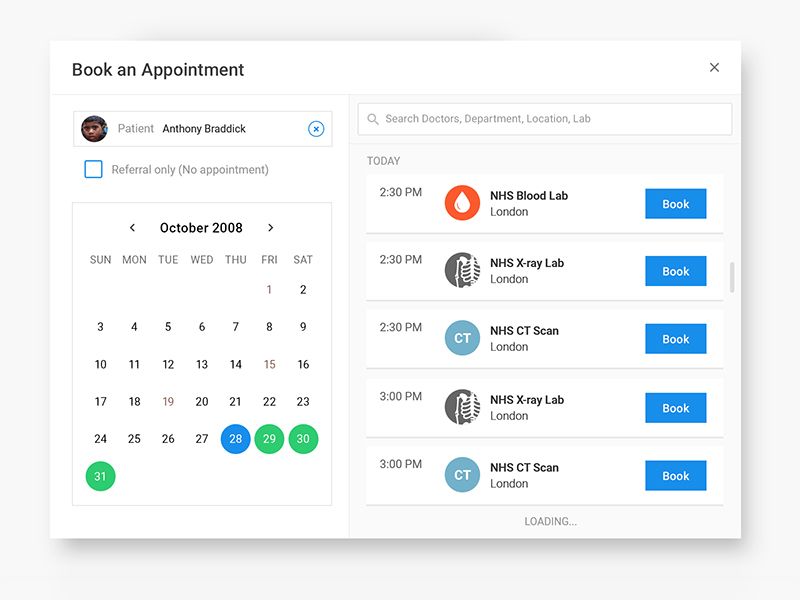 Book an Appointment
Patient Anthony Braddick
Referral only (No appointment)
October 2008
SUN MON TUE WED THU FRI SAT
1 2
3 4 5 6 7 8 9
10 11 12 13 14 15 16
17 18 19 20 21 22 23
24 25 26 27 28 29 30
31
Search Doctors, Department, Location, Lab
TODAY
2:30 PM NHS Blood Lab Book
London
2:30 PM NHS X-ray Lab Book
London
2:30 PM CT NHS CT Scan Book
London
3:00 PM NHS X-ray Lab Book
London
3:00 PM CT NHS CT Scan Book
London
LOADING...